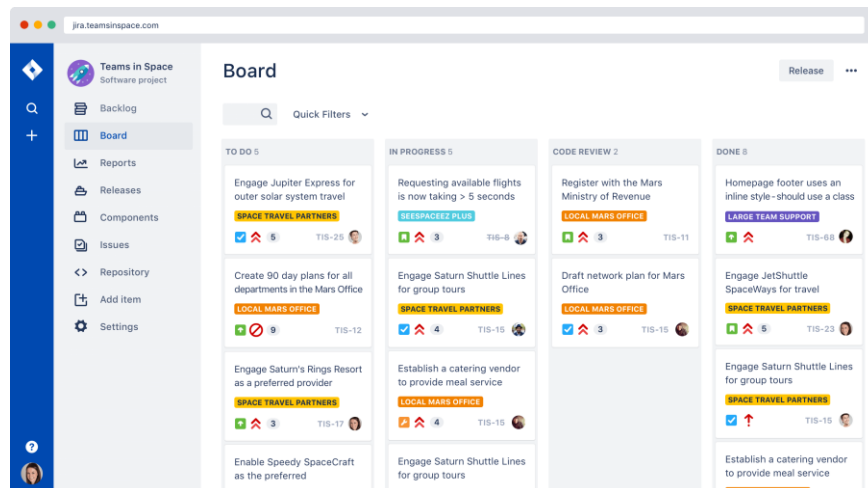 jira.teamsinspace.com
Teams in Space
Software project
Backlog
Board
Reports
Releases
Components
Issues
Repository
Add item
Settings
?
Board
Release
Quick Filters
TO DO 5
Engage Jupiter Express for
outer solar system travel
SPACE TRAVEL PARTNERS
5
TIS-25
Create 90 day plans for all
departments in the Mars Office
LOCAL MARS OFFICE
9
TIS-12
Engage Saturn's Rings Resort
as a preferred provider
SPACE TRAVEL PARTNERS
3
TIS-17
Enable Speedy SpaceCraft
as the preferred
IN PROGRESS 5
Requesting available flights
is now taking > 5 seconds
SEESPACEEZ PLUS
3
TIS-8
Engage Saturn Shuttle Lines
for group tours
SPACE TRAVEL PARTNERS
4
TIS-15
Establish a catering vendor
to provide meal service
LOCAL MARS OFFICE
4
TIS-15
Engage Saturn Shuttle Lines
for group tours
CODE REVIEW 2
Register with the Mars
Ministry of Revenue
LOCAL MARS OFFICE
3
TIS-11
Draft network plan for Mars
Office
LOCAL MARS OFFICE
3
TIS-15
DONE 8
Homepage footer uses an
inline style-should use a class
LARGE TEAM SUPPORT
TIS-68
Engage JetShuttle
SpaceWays for travel
SPACE TRAVEL PARTNERS
5
TIS-23
Engage Saturn Shuttle Lines
for group tours
SPACE TRAVEL PARTNERS
TIS-15
Establish a catering vendor
to provide meal service